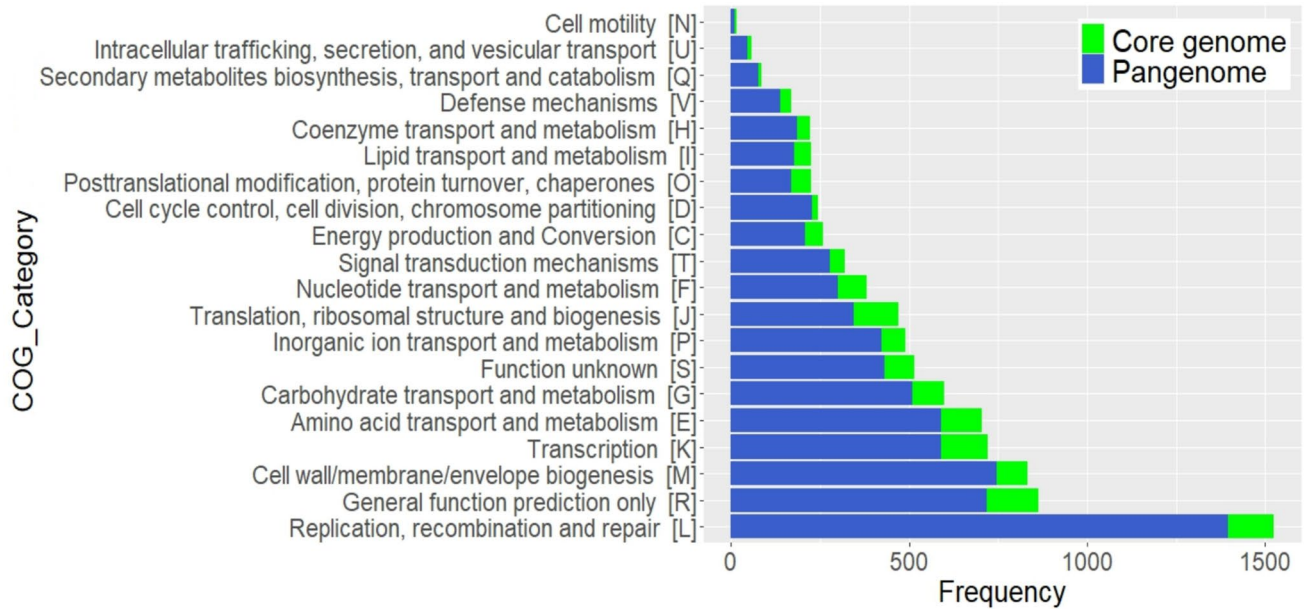 Cell motility [N]
Intracellular trafficking, secretion, and vesicular transport [U]
Secondary metabolites biosynthesis, transport and catabolism [Q]
Defense mechanisms [V]
Coenzyme transport and metabolism [H]
Lipid transport and metabolism [I]
Posttranslational modification, protein turnover, chaperones [O]
Cell cycle control, cell division, chromosome partitioning [D]
Energy production and Conversion [C]
Signal transduction mechanisms [T]
Nucleotide transport and metabolism [F]
Translation, ribosomal structure and biogenesis [J]
Inorganic ion transport and metabolism [P]
Function unknown [S]
Carbohydrate transport and metabolism [G]
Amino acid transport and metabolism [E]
Transcription [K]
Cell wall/membrane/envelope biogenesis [M]
General function prediction only [R]
Replication, recombination and repair [L]
COG_Category
Core genome
Pangenome
0 500 1000 1500
Frequency